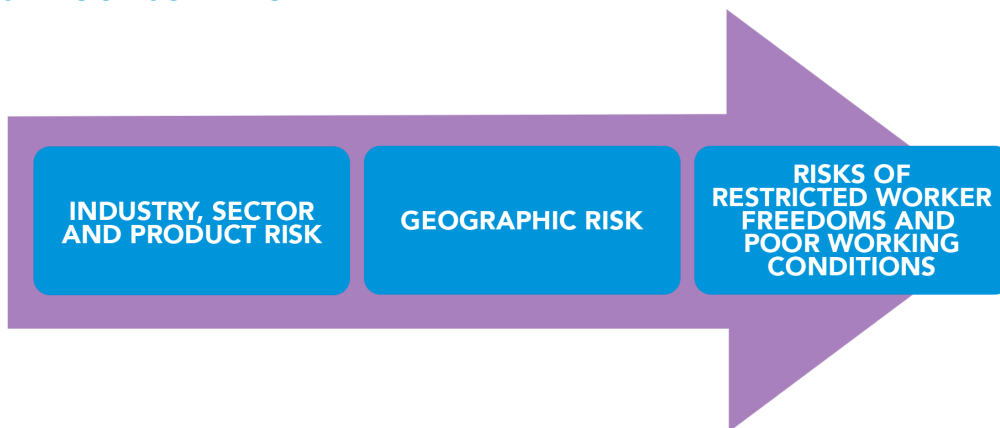 INDUSTRY, SECTOR
AND PRODUCT RISK
GEOGRAPHIC RISK
RISKS OF
RESTRICTED WORKER
FREEDOMS AND
POOR WORKING
CONDITIONS